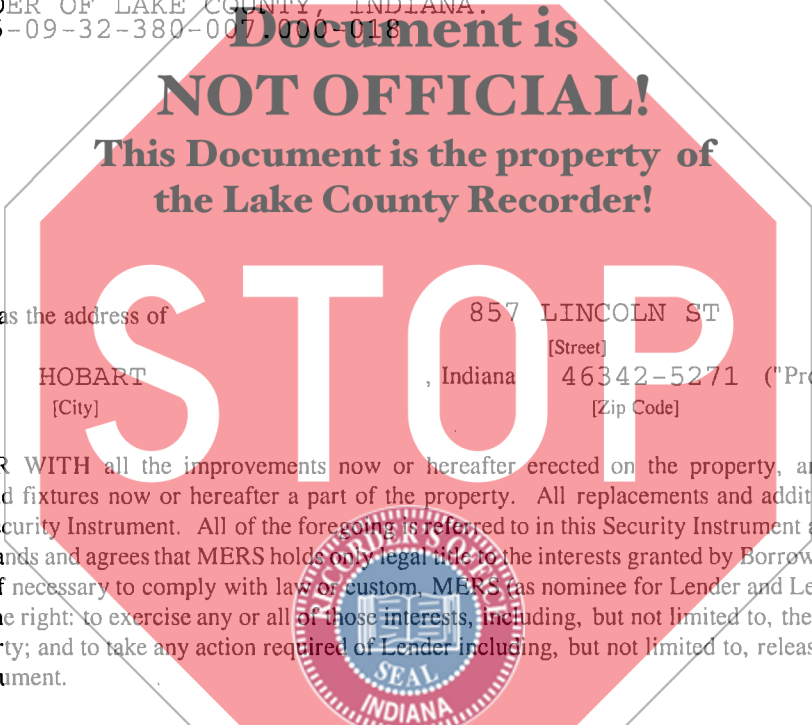 ER OF LAKE COUNTY, INDIANA.
-09-32-380-007.000-018
Document is
NOT OFFICIAL!
This Document is the property of
the Lake County Recorder!
STOP
as the address of 857 LINCOLN ST
[Street]
HOBART , Indiana 46342-5271 ("Pro
[City] [Zip Code]
R WITH all the improvements now or hereafter erected on the property, an
d fixtures now or hereafter a part of the property. All replacements and addit
curity Instrument. All of the foregoing is referred to in this Security Instrument a
ands and agrees that MERS holds only legal title to the interests granted by Borrow
f necessary to comply with law or custom, MERS (as nominee for Lender and Le
e right: to exercise any or all of those interests, including, but not limited to, the
rty; and to take any action required of Lender including, but not limited to, releas
ument.
RECORDER'S OFFICE
SEAL
INDIANA